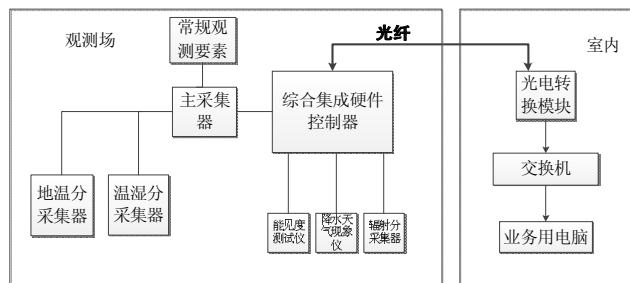 观测场
常规观
测要素
光纤
室内
主采集
器
综合集成硬件
控制器
光电转
换模块
交换机
地温分
采集器
温湿分
采集器
能见度
测试仪
降水天
气现象
仪
辐射分
采集器
业务用电脑